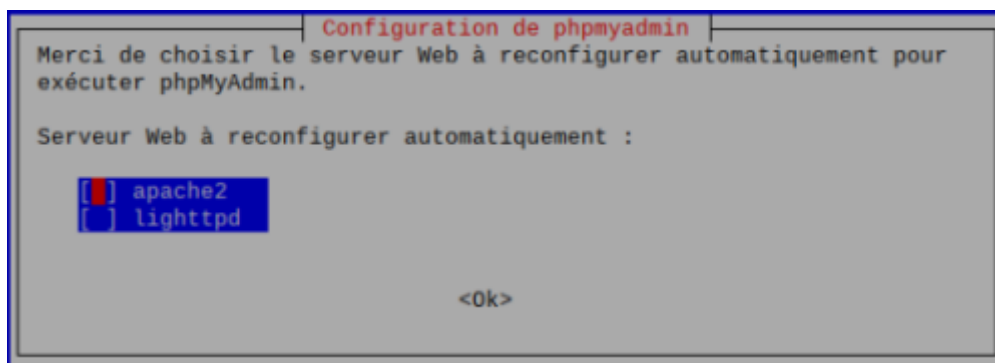 Configuration de phpmyadmin
Merci de choisir le serveur Web à reconfigurer automatiquement pour
exécuter phpMyAdmin.
Serveur Web à reconfigurer automatiquement :
[ ] apache2
[ ] lighttpd
<Ok>